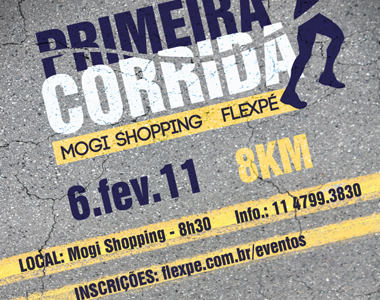 PRIMEIRA
CORRIDA
MOGI SHOPPING FLEXPÉ
8KM
6.fev.11
LOCAL: Mogi Shopping - 8h30 Info.: 11 4799.3830
INSCRIÇÕES: flexpe.com.br/eventos